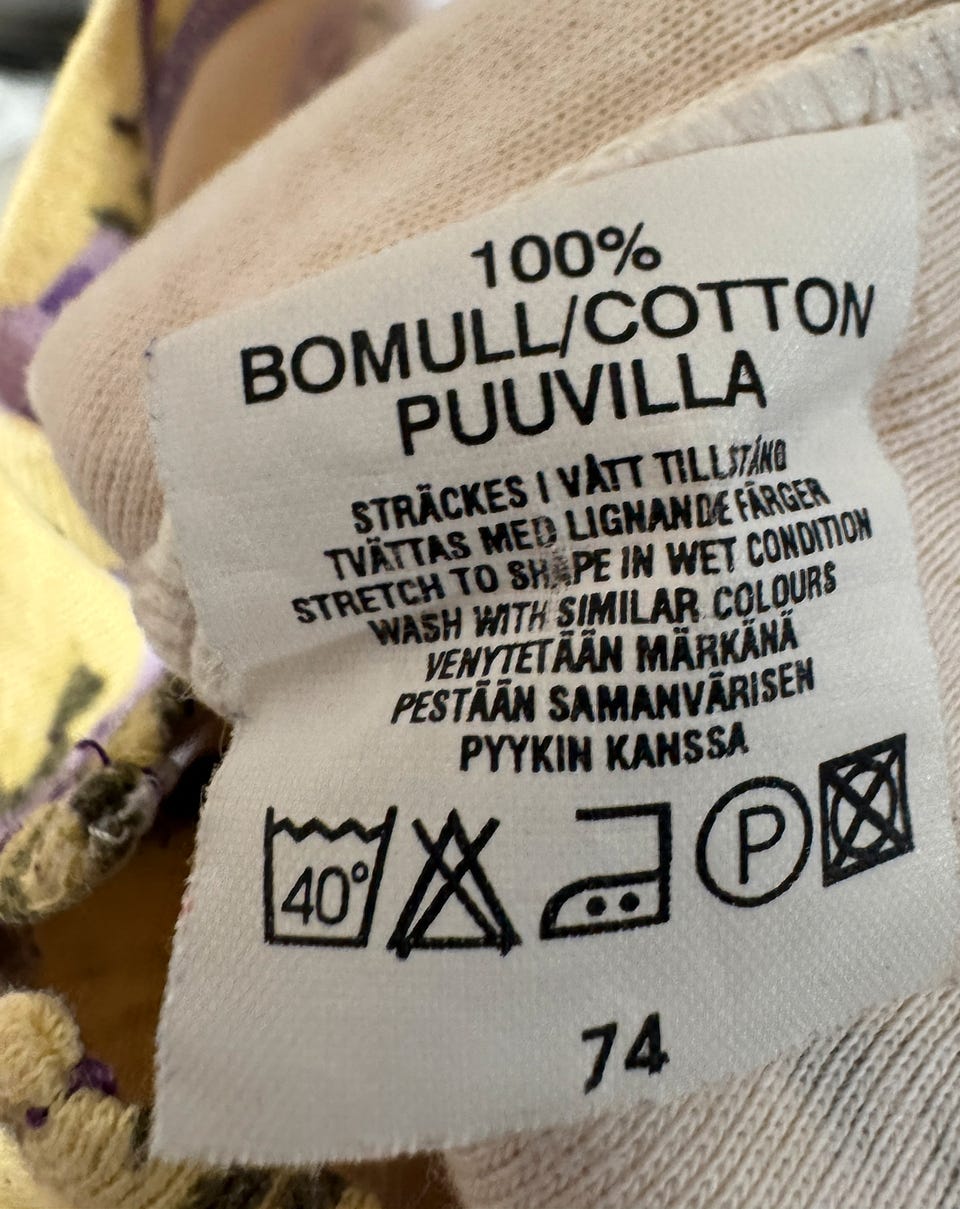 100%
BOMULL/COTTON
PUUVILLA
STRÄCKES I VÅTT TILLSTÅND
TVÄTTAS MED LIGNANDE FÄRGER
STRETCH TO SHAPE IN WET CONDITION
WASH WITH SIMILAR COLOURS
VENYTETÄÄN MÄRKÄNÄ
PESTÄÄN SAMANVÄRISEN
PYYKIN KANSSA
40° P
74